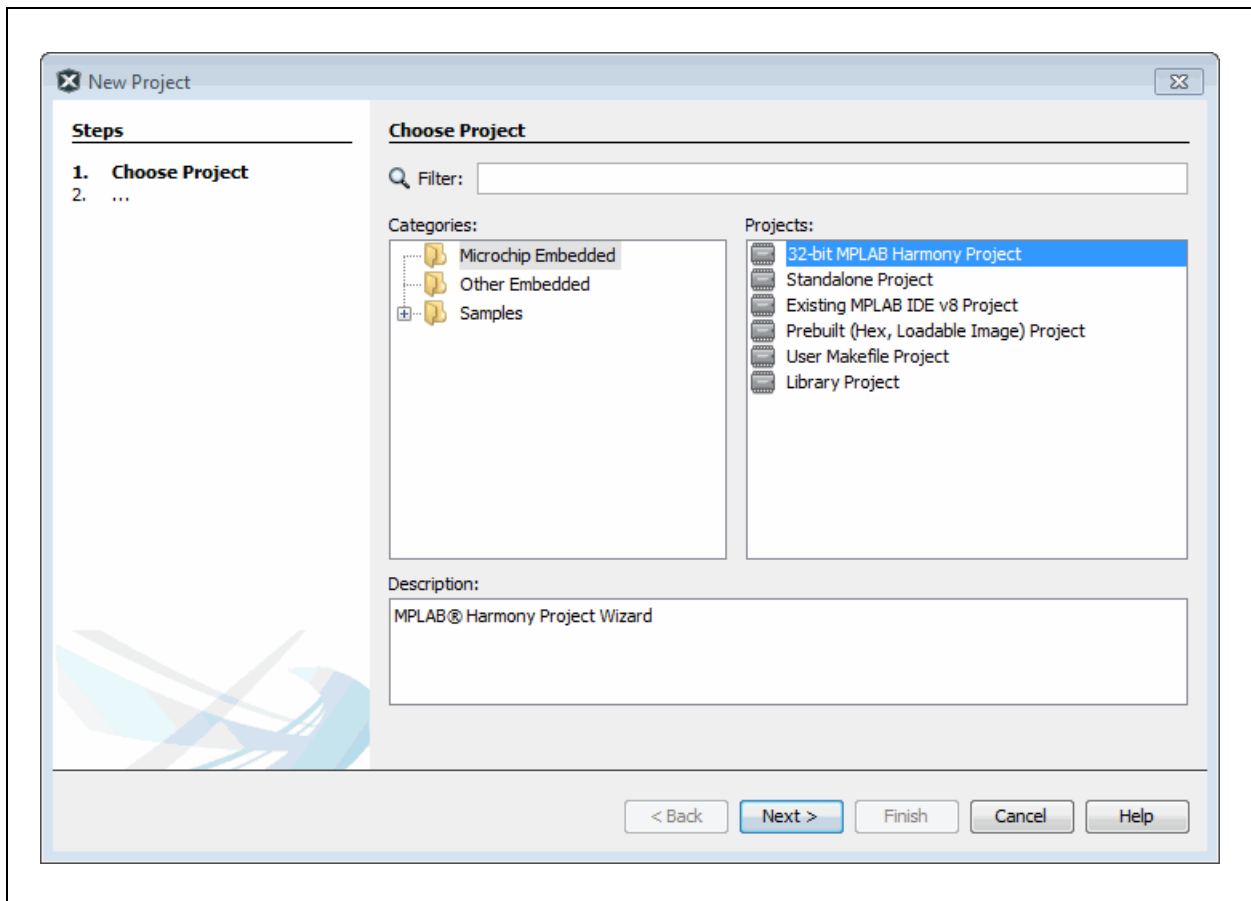 New Project
Steps
1. Choose Project
2. ...
Choose Project
Filter:
Categories:
Microchip Embedded
Other Embedded
Samples
Projects:
32-bit MPLAB Harmony Project
Standalone Project
Existing MPLAB IDE v8 Project
Prebuilt (Hex, Loadable Image) Project
User Makefile Project
Library Project
Description:
MPLAB® Harmony Project Wizard
< Back Next > Finish Cancel Help